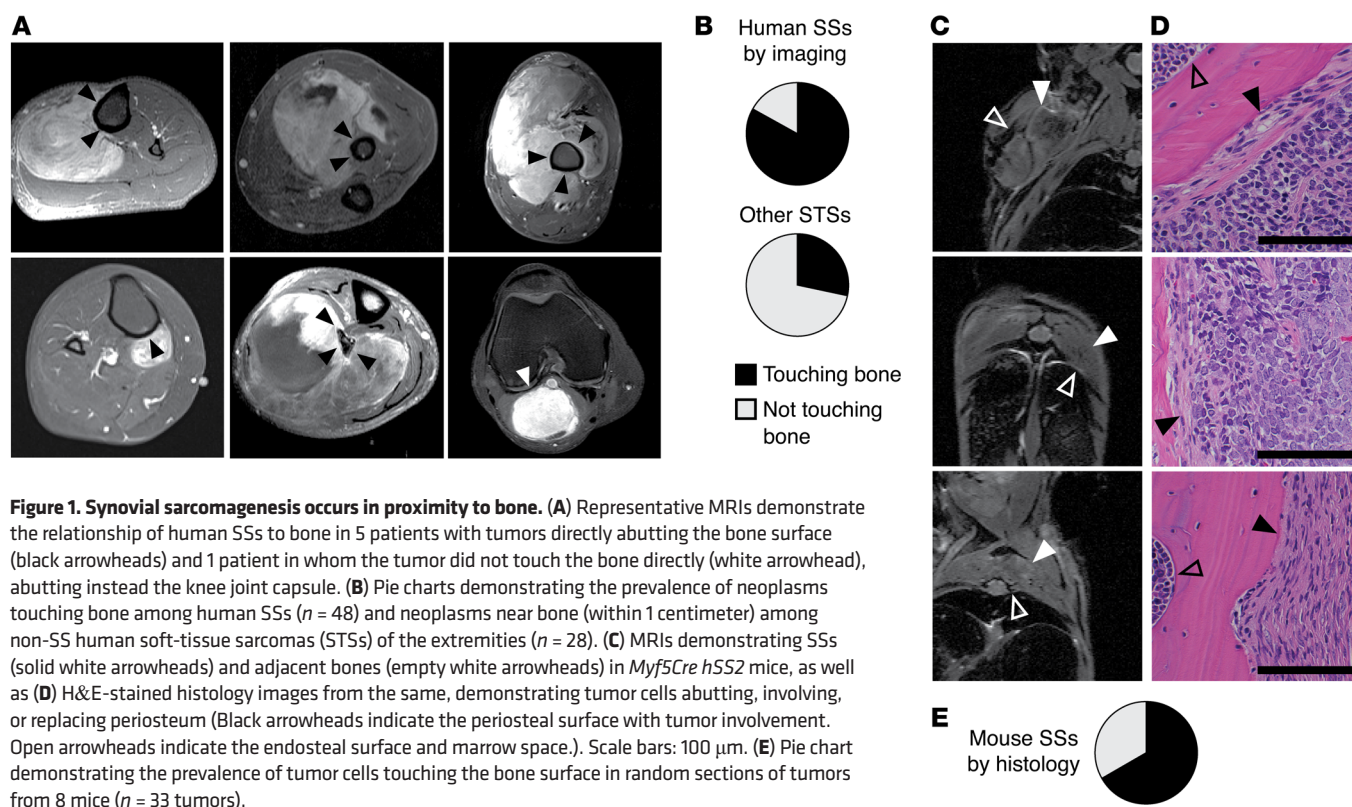 A
B
Human SSs
by imaging
Other STSs
Touching bone
Not touching
bone
C
D
Figure 1. Synovial sarcomagenesis occurs in proximity to bone. (A) Representative MRIs demonstrate
the relationship of human SSs to bone in 5 patients with tumors directly abutting the bone surface
(black arrowheads) and 1 patient in whom the tumor did not touch the bone directly (white arrowhead),
abutting instead the knee joint capsule. (B) Pie charts demonstrating the prevalence of neoplasms
touching bone among human SSs (n = 48) and neoplasms near bone (within 1 centimeter) among
non-SS human soft-tissue sarcomas (STSs) of the extremities (n = 28). (C) MRIs demonstrating SSs
(solid white arrowheads) and adjacent bones (empty white arrowheads) in Myf5Cre hSS2 mice, as well
as (D) H&E-stained histology images from the same, demonstrating tumor cells abutting, involving,
or replacing periosteum (Black arrowheads indicate the periosteal surface with tumor involvement.
Open arrowheads indicate the endosteal surface and marrow space.). Scale bars: 100 μm. (E) Pie chart
demonstrating the prevalence of tumor cells touching the bone surface in random sections of tumors
from 8 mice (n = 33 tumors).
E
Mouse SSs
by histology